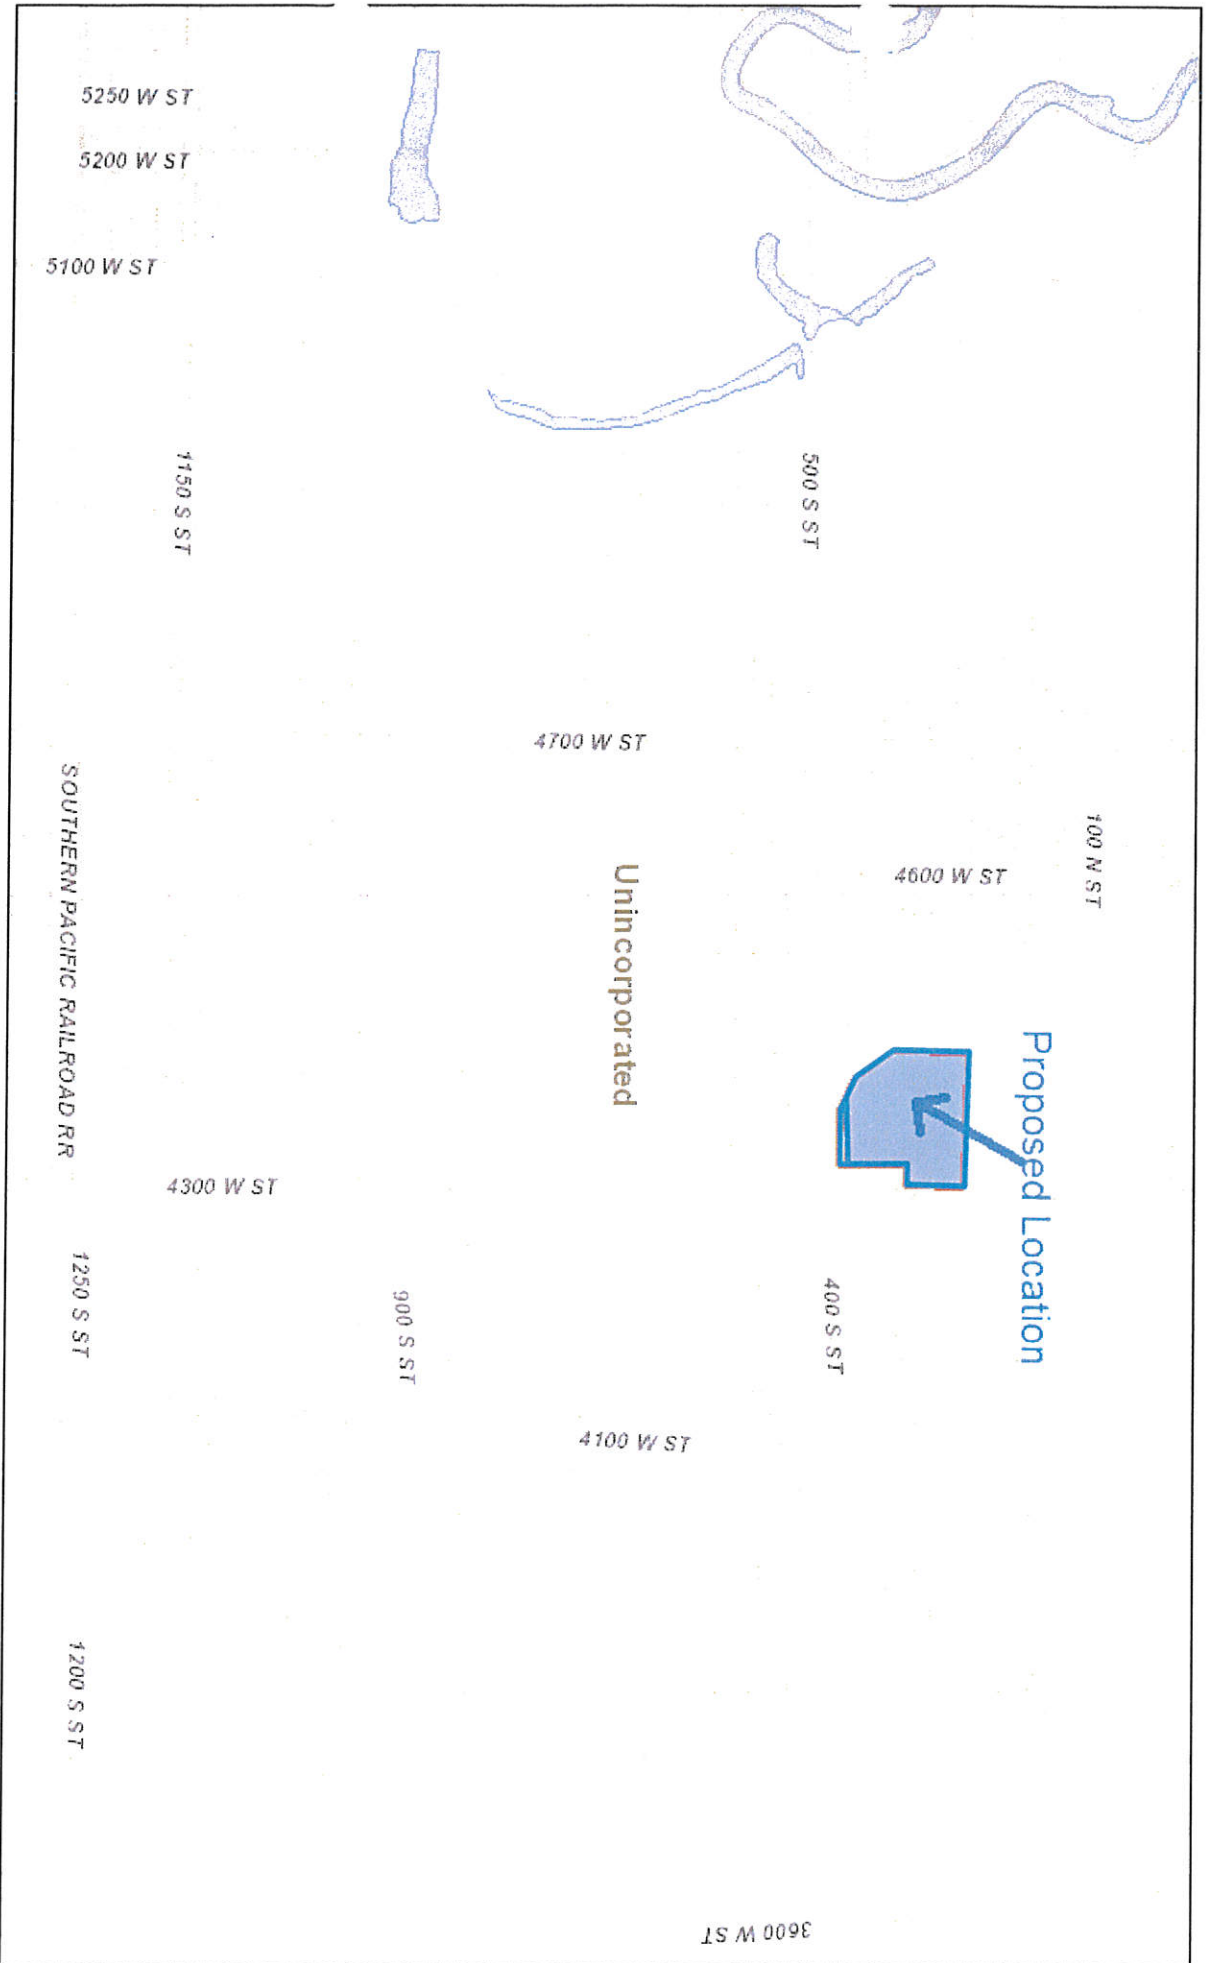 5250 W ST
5200 W ST
5100 W ST
1150 S ST
500 S ST
4700 W ST
100 N ST
4600 W ST
SOUTHERN PACIFIC RAILROAD RR
Unincorporated
Proposed Location
4300 W ST
1250 S ST
900 S ST
400 S ST
4100 W ST
1200 S ST
3600 W ST